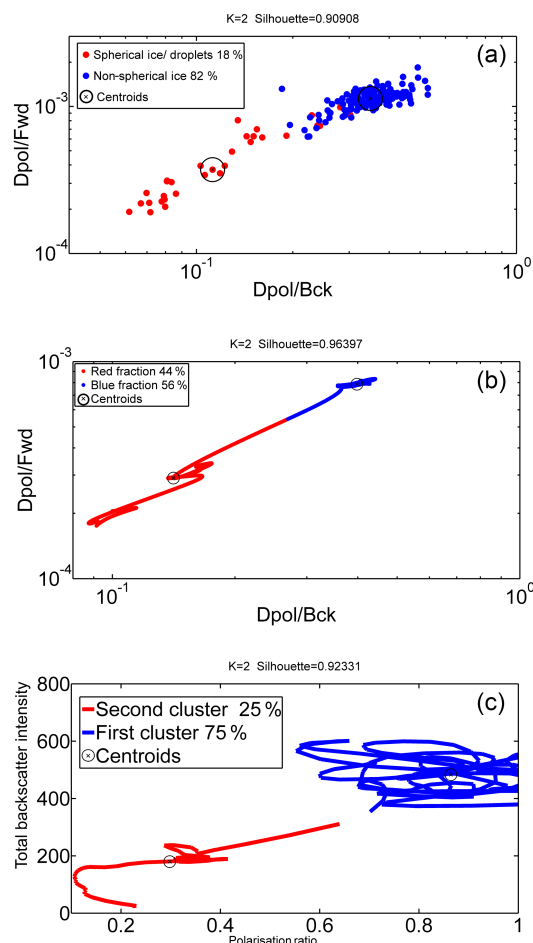 K=2 Silhouette=0.90908
(a)
Spherical ice/ droplets 18 %
Non-spherical ice 82 %
Centroids
Dpol/Fwd
10^-3
10^-4
10^-1
10^0
Dpol/Bck
K=2 Silhouette=0.96397
(b)
Red fraction 44 %
Blue fraction 56 %
Centroids
Dpol/Fwd
10^-3
10^-4
10^-1
10^0
Dpol/Bck
K=2 Silhouette=0.92331
(c)
Second cluster 25 %
First cluster 75 %
Centroids
Total backscatter intensity
800
600
400
200
0
0.2 0.4 0.6 0.8 1
Polarisation ratio